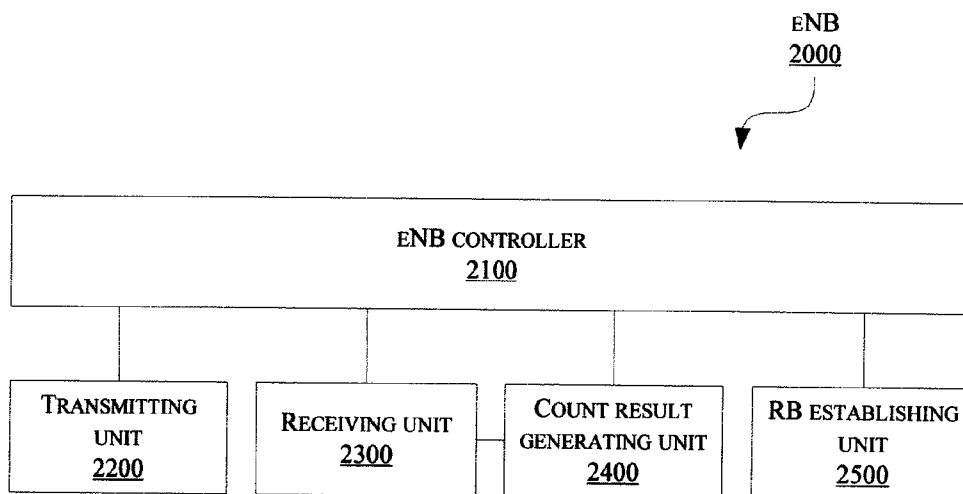 eNB
2000
eNB CONTROLLER
2100
TRANSMITTING
UNIT
2200
RECEIVING UNIT
2300
COUNT RESULT
GENERATING UNIT
2400
RB ESTABLISHING
UNIT
2500